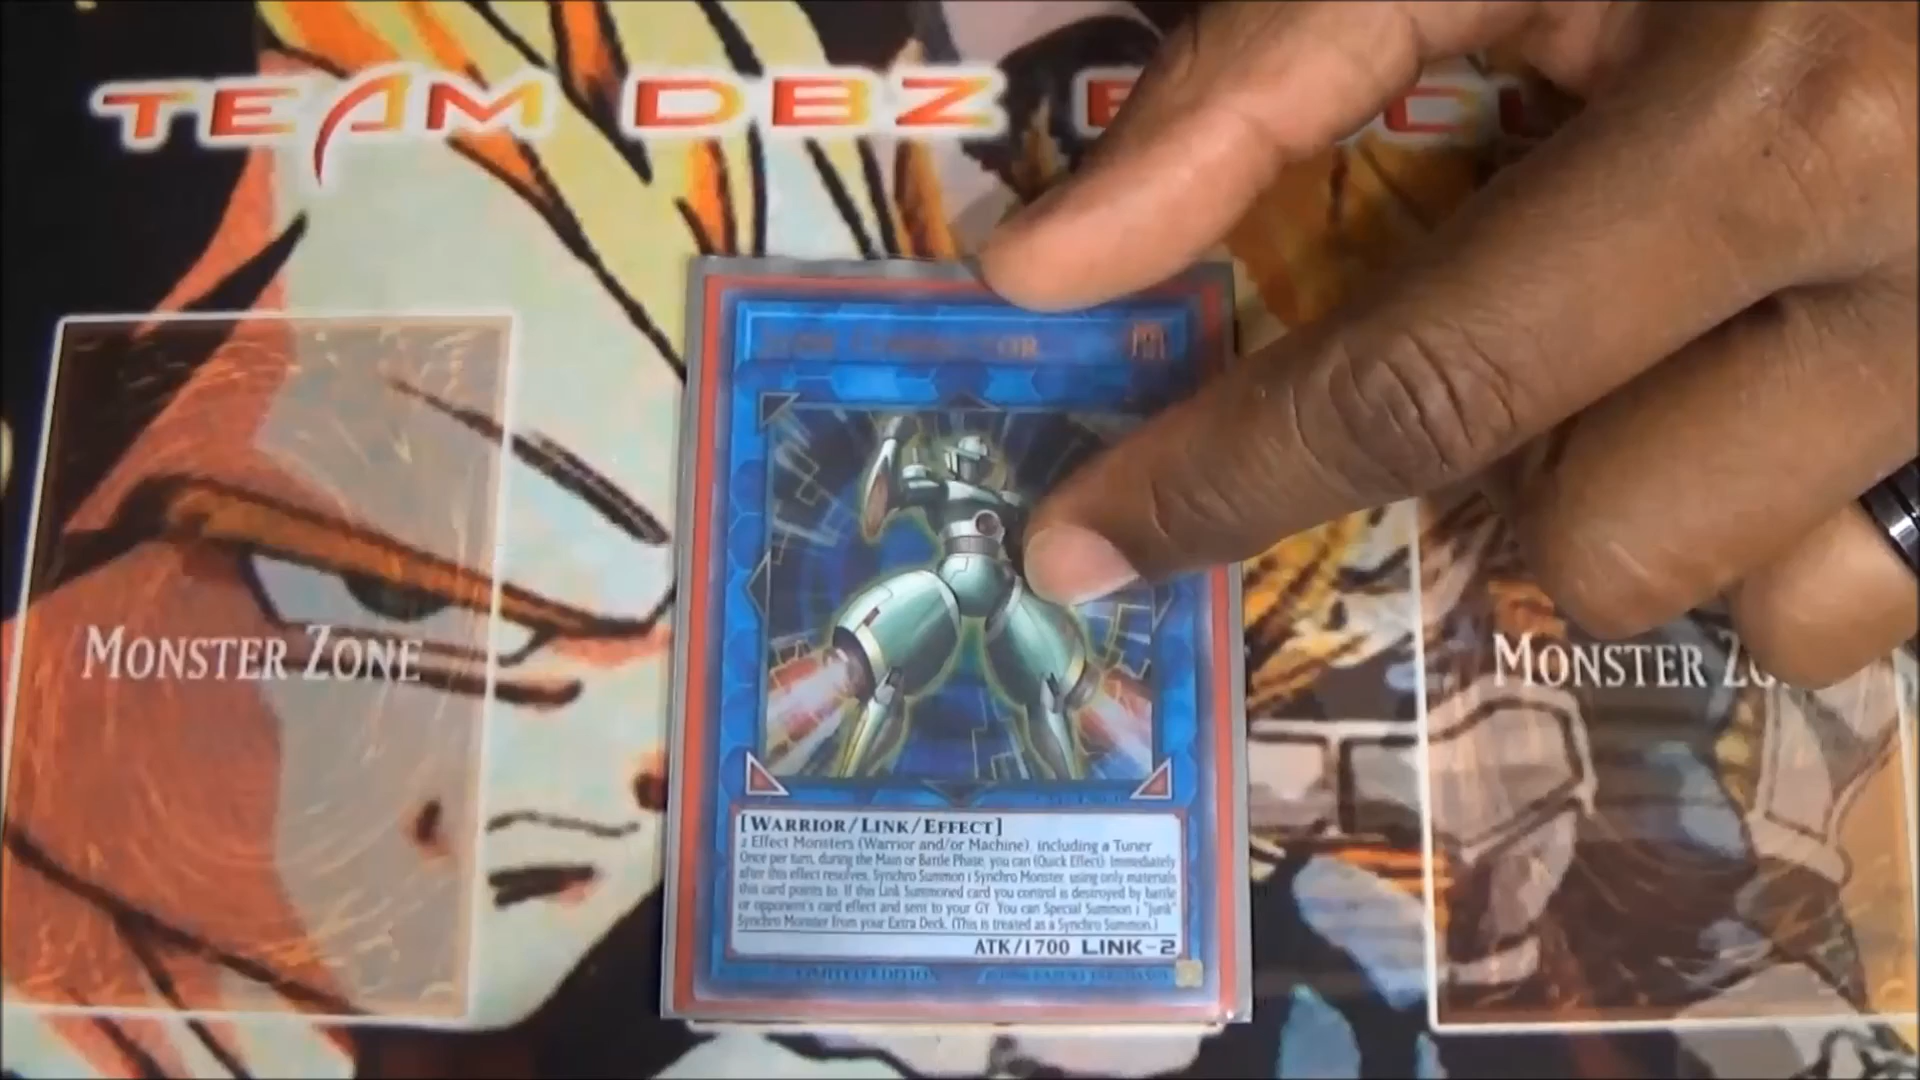 TEAM DBZ
JUNK CONNECTOR
MONSTER ZONE
MONSTER
[WARRIOR/LINK/EFFECT]
2 Effect Monsters (Warrior and/or Machine), including a Tuner
Once per turn, during the Main or Battle Phase, you can (Quick Effect): Immediately
after this effect resolves, Synchro Summon 1 Synchro Monster, using only materials
this card points to. If this Link Summoned card you control is destroyed by battle
or opponent's card effect and sent to your GY: You can Special Summon 1 "Junk"
Synchro Monster from your Extra Deck. (This is treated as a Synchro Summon.)
ATK/1700 LINK-2
LIMITED EDITION